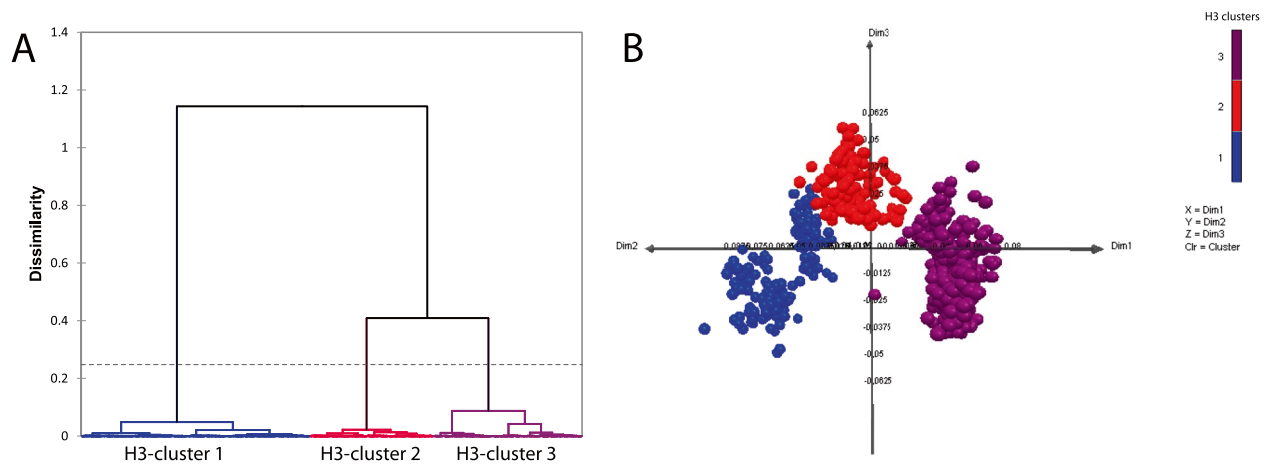 A
1.4
1.2
1
0.8
0.6
0.4
0.2
0
Dissimilarity
H3-cluster 1
H3-cluster 2
H3-cluster 3
B
Dim3
0,0625
0,05
Dim2
0,08
Dim1
-0,0125
-0,0375
-0,05
-0,0625
H3 clusters
3
2
1
X = Dim1
Y = Dim2
Z = Dim3
Clr = Cluster